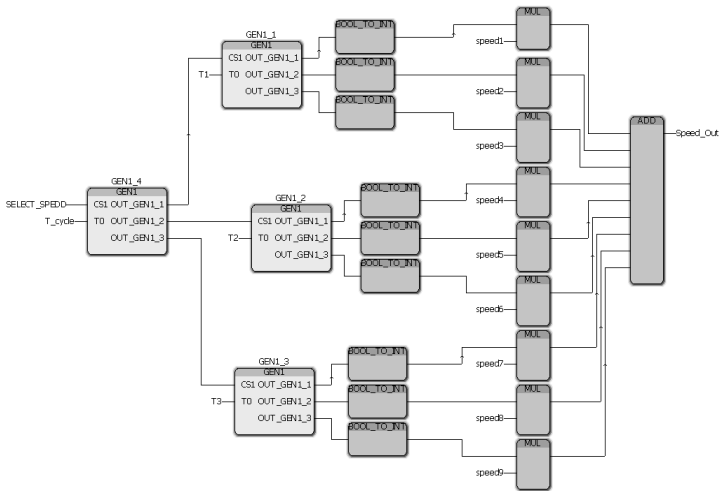 MUL
GEN1_1
BOOL_TO_INT
GEN1
speed1
CS1 OUT_GEN1_1
MUL
BOOL_TO_INT
T1 T0 OUT_GEN1_2
speed2
OUT_GEN1_3
BOOL_TO_INT
MUL
ADD
Speed_Out
speed3
MUL
GEN1_4
BOOL_TO_INT
GEN1
GEN1_2
speed4
SELECT_SPEDD CS1 OUT_GEN1_1
GEN1
T_cycle T0 OUT_GEN1_2
CS1 OUT_GEN1_1
BOOL_TO_INT
MUL
OUT_GEN1_3
T2 T0 OUT_GEN1_2
speed5
OUT_GEN1_3
BOOL_TO_INT
MUL
speed6
MUL
BOOL_TO_INT
GEN1_3
speed7
GEN1
CS1 OUT_GEN1_1
BOOL_TO_INT
MUL
T3 T0 OUT_GEN1_2
speed8
OUT_GEN1_3
BOOL_TO_INT
MUL
speed9